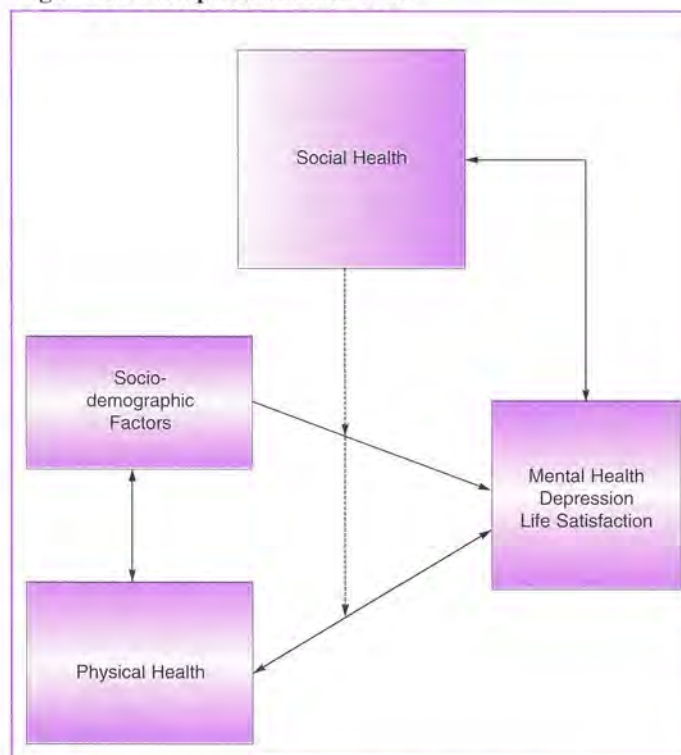 Social Health
Socio-
demographic
Factors
Mental Health
Depression
Life Satisfaction
Physical Health